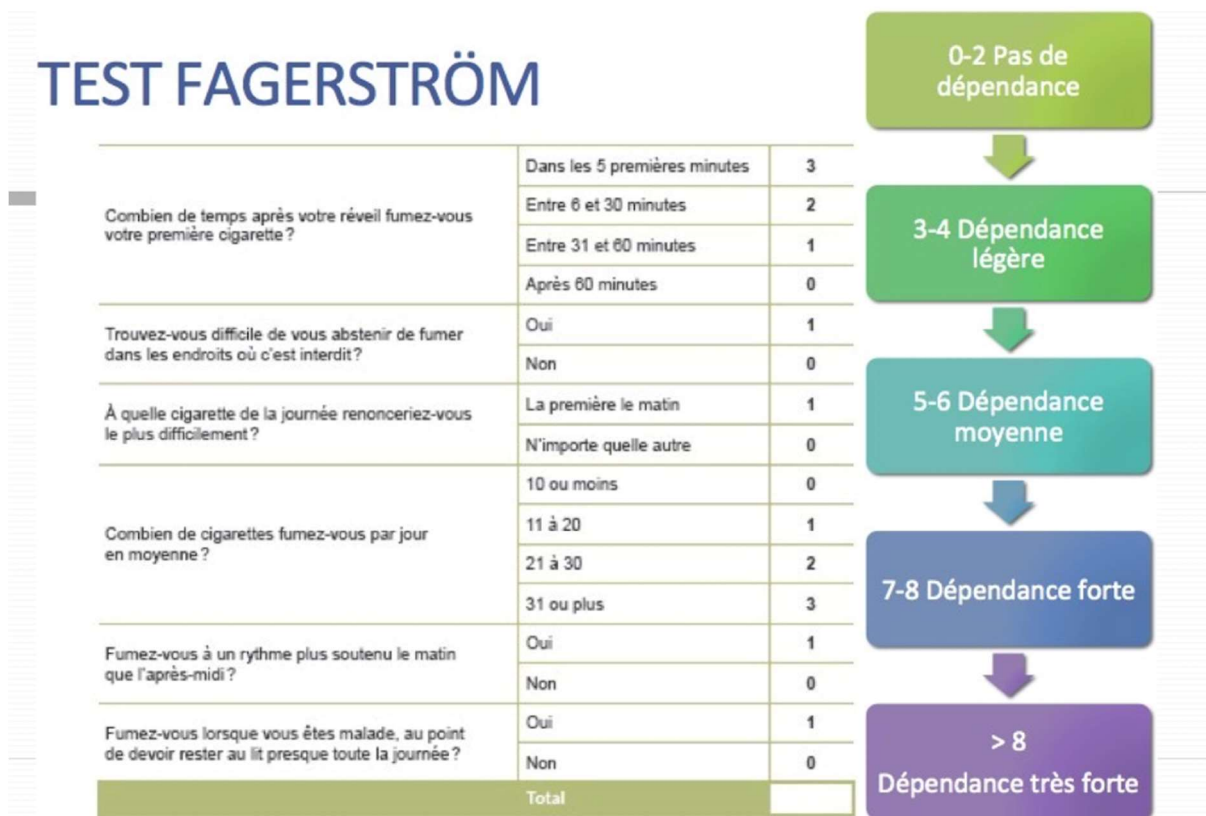 TEST FAGERSTRÖM
Combien de temps après votre réveil fumez-vous
votre première cigarette ?
Dans les 5 premières minutes 3
Entre 6 et 30 minutes 2
Entre 31 et 60 minutes 1
Après 60 minutes 0
Trouvez-vous difficile de vous abstenir de fumer
dans les endroits où c'est interdit ?
Oui 1
Non 0
À quelle cigarette de la journée renonceriez-vous
le plus difficilement ?
La première le matin 1
N'importe quelle autre 0
Combien de cigarettes fumez-vous par jour
en moyenne ?
10 ou moins 0
11 à 20 1
21 à 30 2
31 ou plus 3
Fumez-vous à un rythme plus soutenu le matin
que l'après-midi ?
Oui 1
Non 0
Fumez-vous lorsque vous êtes malade, au point
de devoir rester au lit presque toute la journée ?
Oui 1
Non 0
Total
0-2 Pas de
dépendance
3-4 Dépendance
légère
5-6 Dépendance
moyenne
7-8 Dépendance forte
> 8
Dépendance très forte